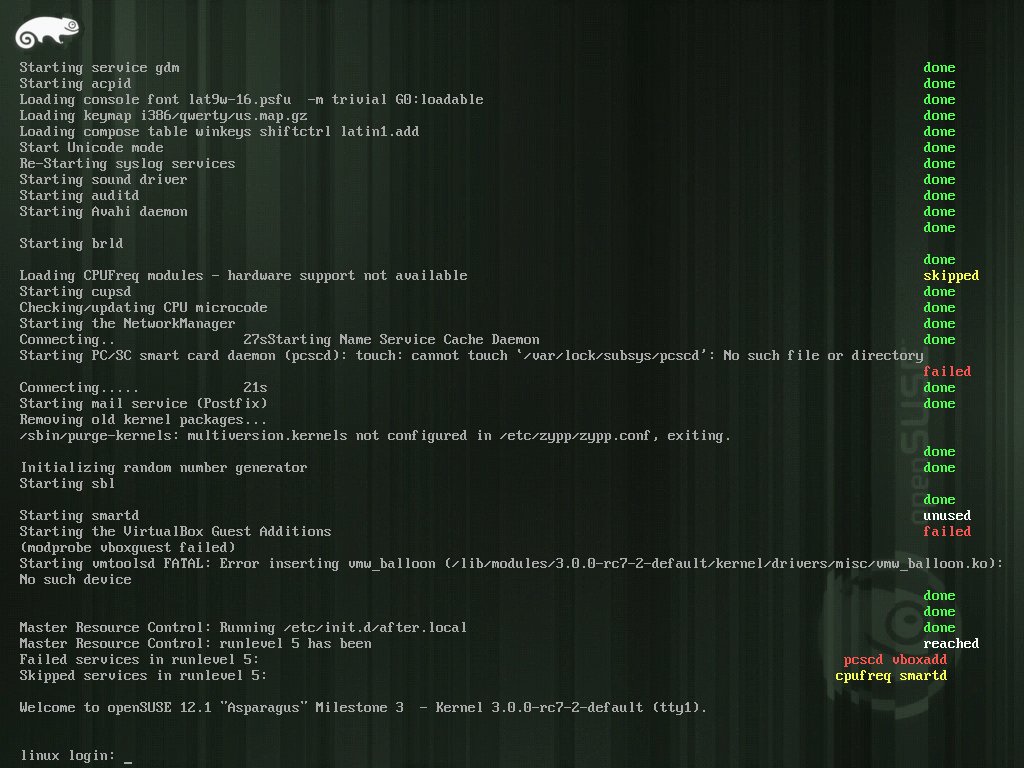 Starting service gdm done
Starting acpid done
Loading console font lat9w-16.psfu  -m trivial G0:loadable done
Loading keymap i386/qwerty/us.map.gz done
Loading compose table winkeys shiftctrl latin1.add done
Start Unicode mode done
Re-Starting syslog services done
Starting sound driver done
Starting auditd done
Starting Avahi daemon done
done
Starting brld
done
Loading CPUFreq modules - hardware support not available skipped
Starting cupsd done
Checking/updating CPU microcode done
Starting the NetworkManager done
Connecting.. 27sStarting Name Service Cache Daemon done
Starting PC/SC smart card daemon (pcscd): touch: cannot touch `/var/lock/subsys/pcscd': No such file or directory
failed
Connecting..... 21s done
Starting mail service (Postfix) done
Removing old kernel packages...
/sbin/purge-kernels: multiversion.kernels not configured in /etc/zypp/zypp.conf, exiting.
done
Initializing random number generator done
Starting sbl
done
Starting smartd unused
Starting the VirtualBox Guest Additions failed
(modprobe vboxguest failed)
Starting vmtoolsd FATAL: Error inserting vmw_balloon (/lib/modules/3.0.0-rc7-2-default/kernel/drivers/misc/vmw_balloon.ko):
No such device
done
done
Master Resource Control: Running /etc/init.d/after.local done
Master Resource Control: runlevel 5 has been reached
Failed services in runlevel 5: pcscd vboxadd
Skipped services in runlevel 5: cpufreq smartd
Welcome to openSUSE 12.1 "Asparagus" Milestone 3  - Kernel 3.0.0-rc7-2-default (tty1).
linux login: _
openSUSE